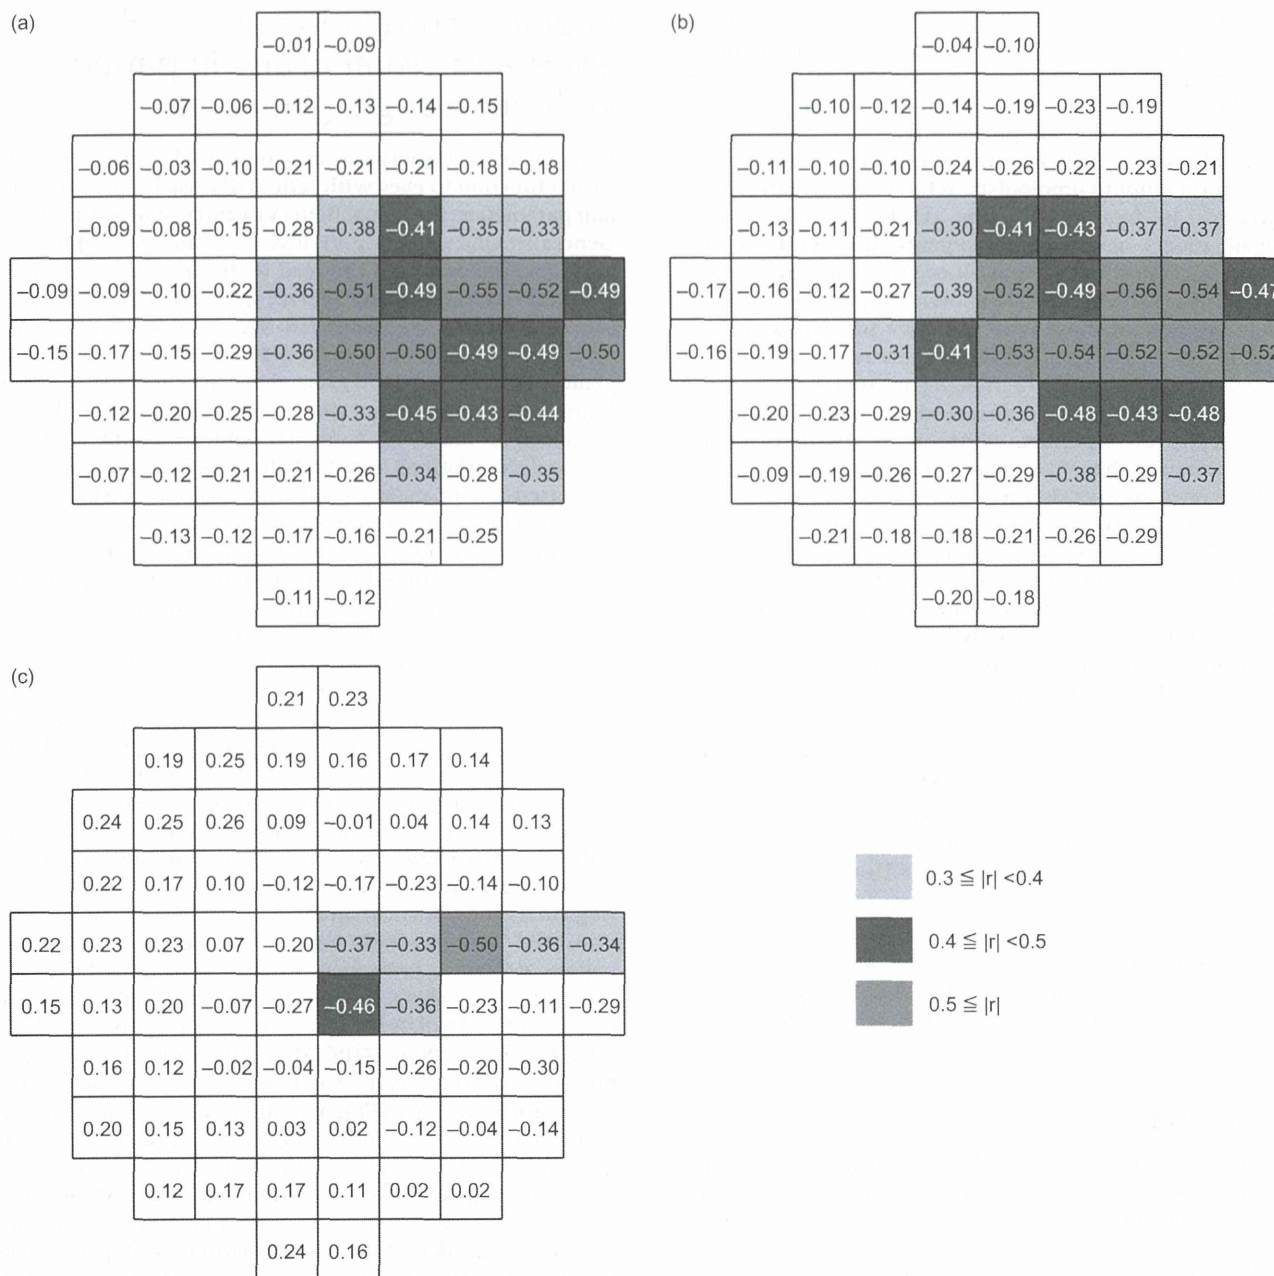 (a)
–0.01 –0.09
–0.07 –0.06 –0.12 –0.13 –0.14 –0.15
–0.06 –0.03 –0.10 –0.21 –0.21 –0.21 –0.18 –0.18
–0.09 –0.08 –0.15 –0.28 –0.38 –0.41 –0.35 –0.33
–0.09 –0.09 –0.10 –0.22 –0.36 –0.51 –0.49 –0.55 –0.52 –0.49
–0.15 –0.17 –0.15 –0.29 –0.36 –0.50 –0.50 –0.49 –0.49 –0.50
–0.12 –0.20 –0.25 –0.28 –0.33 –0.45 –0.43 –0.44
–0.07 –0.12 –0.21 –0.21 –0.26 –0.34 –0.28 –0.35
–0.13 –0.12 –0.17 –0.16 –0.21 –0.25
–0.11 –0.12
(b)
–0.04 –0.10
–0.10 –0.12 –0.14 –0.19 –0.23 –0.19
–0.11 –0.10 –0.10 –0.24 –0.26 –0.22 –0.23 –0.21
–0.13 –0.11 –0.21 –0.30 –0.41 –0.43 –0.37 –0.37
–0.17 –0.16 –0.12 –0.27 –0.39 –0.52 –0.49 –0.56 –0.54 –0.47
–0.16 –0.19 –0.17 –0.31 –0.41 –0.53 –0.54 –0.52 –0.52 –0.52
–0.20 –0.23 –0.29 –0.30 –0.36 –0.48 –0.43 –0.48
–0.09 –0.19 –0.26 –0.27 –0.29 –0.38 –0.29 –0.37
–0.21 –0.18 –0.18 –0.21 –0.26 –0.29
–0.20 –0.18
(c)
0.21 0.23
0.19 0.25 0.19 0.16 0.17 0.14
0.24 0.25 0.26 0.09 –0.01 0.04 0.14 0.13
0.22 0.17 0.10 –0.12 –0.17 –0.23 –0.14 –0.10
0.22 0.23 0.23 0.07 –0.20 –0.37 –0.33 –0.50 –0.36 –0.34
0.15 0.13 0.20 –0.07 –0.27 –0.46 –0.36 –0.23 –0.11 –0.29
0.16 0.12 –0.02 –0.04 –0.15 –0.26 –0.20 –0.30
0.20 0.15 0.13 0.03 0.02 –0.12 –0.04 –0.14
0.12 0.17 0.17 0.11 0.02 0.02
0.24 0.16
0.3 ≦ |r| <0.4
0.4 ≦ |r| <0.5
0.5 ≦ |r|